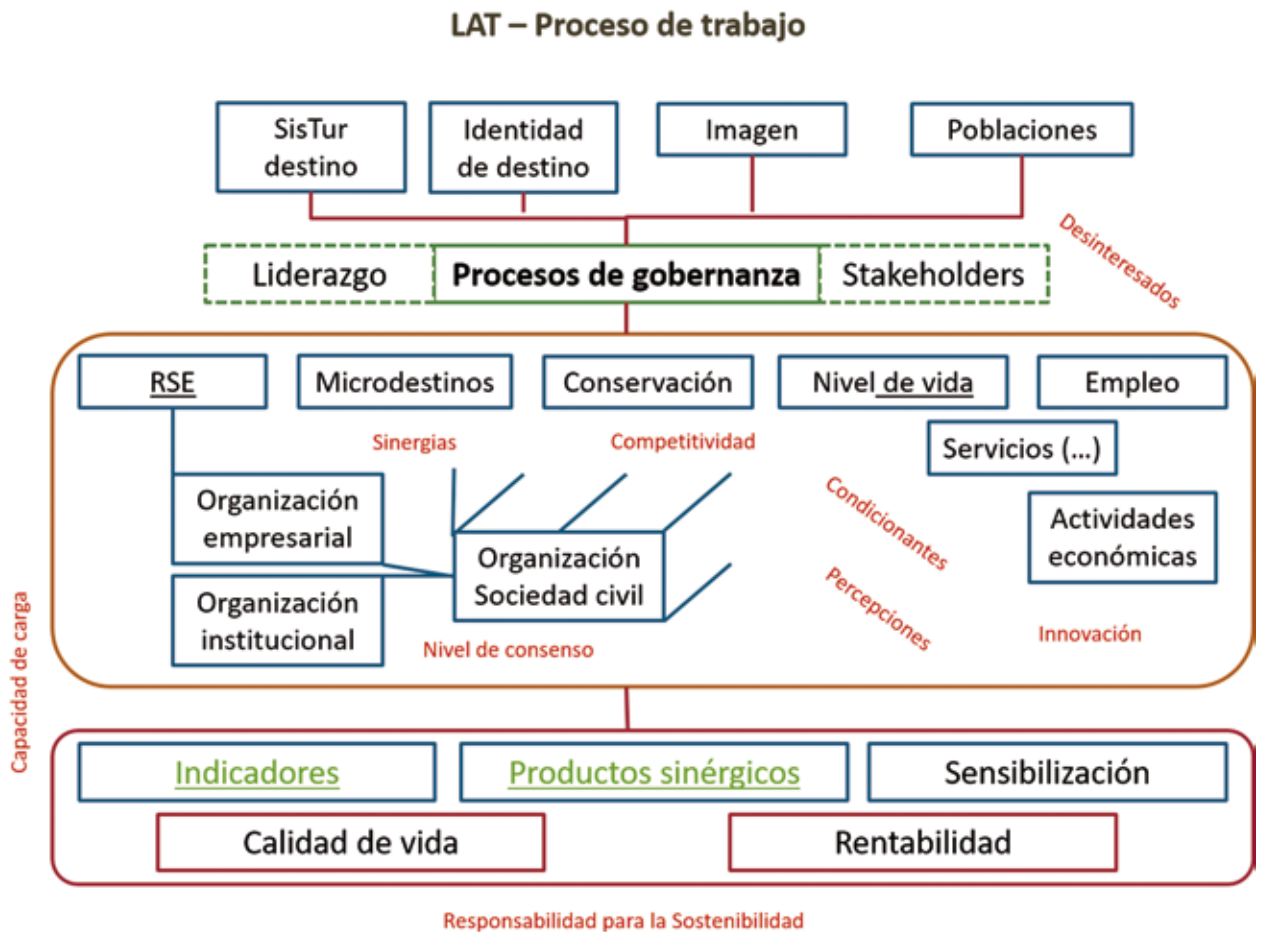 LAT – Proceso de trabajo
SisTur
destino
Identidad
de destino
Imagen
Poblaciones
Desinteresados
Liderazgo
Procesos de gobernanza
Stakeholders
RSE
Microdestinos
Conservación
Nivel de vida
Empleo
Sinergias
Competitividad
Servicios (...)
Organización
empresarial
Condicionantes
Actividades
económicas
Organización
Sociedad civil
Organización
institucional
Percepciones
Innovación
Nivel de consenso
Capacidad de carga
Indicadores
Productos sinérgicos
Sensibilización
Calidad de vida
Rentabilidad
Responsabilidad para la Sostenibilidad